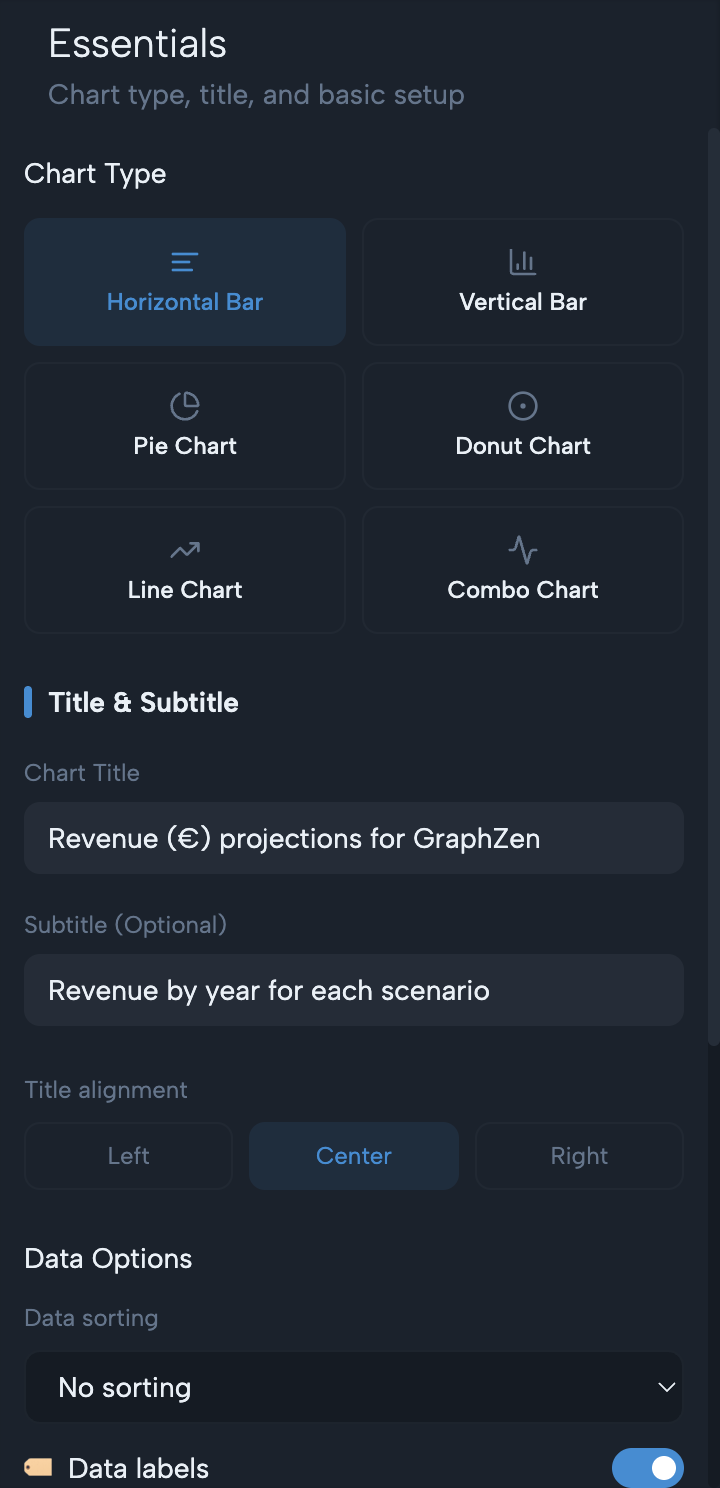 Essentials
Chart type, title, and basic setup
Chart Type
Horizontal Bar
Vertical Bar
Pie Chart
Donut Chart
Line Chart
Combo Chart
Title & Subtitle
Chart Title
Revenue (€) projections for GraphZen
Subtitle (Optional)
Revenue by year for each scenario
Title alignment
Left
Center
Right
Data Options
Data sorting
No sorting
Data labels